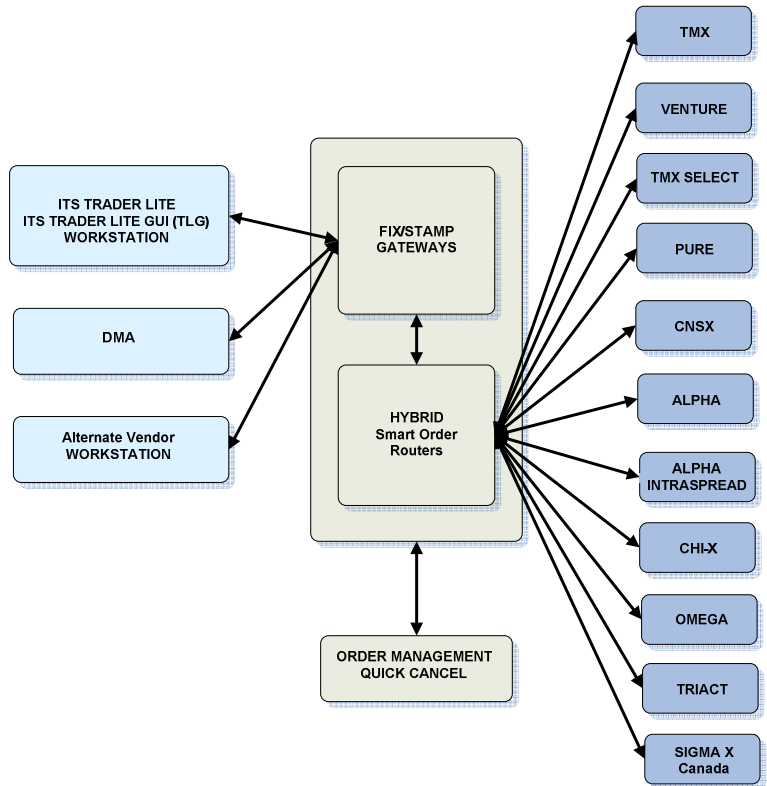 ITS TRADER LITE
ITS TRADER LITE GUI (TLG)
WORKSTATION
DMA
Alternate Vendor
WORKSTATION
FIX/STAMP
GATEWAYS
HYBRID
Smart Order
Routers
ORDER MANAGEMENT
QUICK CANCEL
TMX
VENTURE
TMX SELECT
PURE
CNSX
ALPHA
ALPHA
INTRASPREAD
CHI-X
OMEGA
TRIACT
SIGMA X
Canada